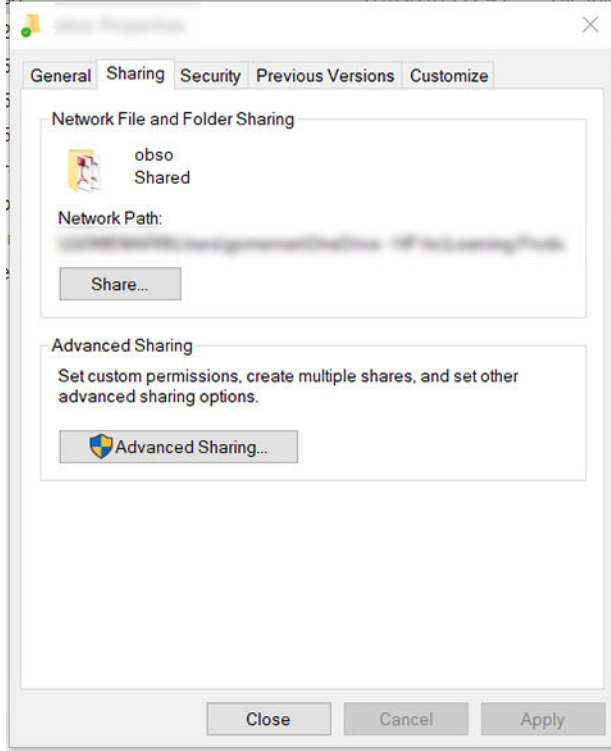 General Sharing Security Previous Versions Customize
Network File and Folder Sharing
obso
Shared
Network Path:
Share...
Advanced Sharing
Set custom permissions, create multiple shares, and set other
advanced sharing options.
Advanced Sharing...
Close Cancel Apply